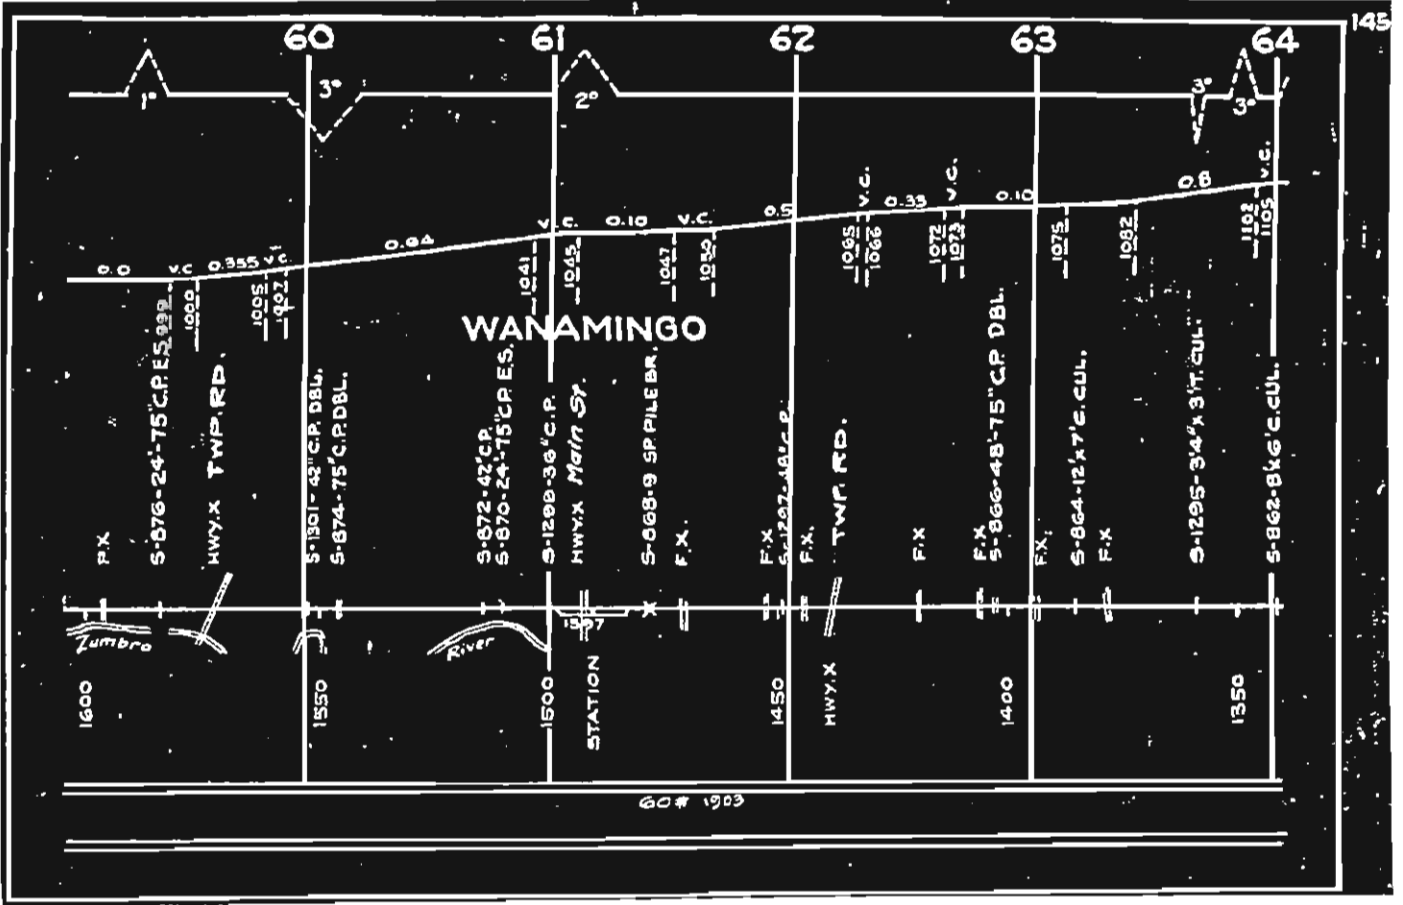 145
60 61 62 63 64
1° 3° 2° 3° 3°
0.0 V.C 0.355 V.C. 0.64 V. C. 0.10 V.C. 0.5 V.C. 0.33 V.C. 0.10 0.8 V.C.
999 1000 1005 1007 1041 1045 1047 1050 1065 1066 1072 1073 1075 1082 1102 1105
WANAMINGO
P.X
S-876-24'-75"C.P. E.S.
HWY.X TWP. RD.
S-1301-42"C.P. DBL.
S-874-75'C.P. DBL.
S-872-42'C.P.
S-870-24'-75"C.P. E.S.
S-1298-36"C.P.
HWY.X Main St.
S-868-9 SP. PILE BR.
F.X.
F.X
S-1297-48"C.P.
F.X.
TWP. RD.
F.X
F.X
S-866-48'-75"C.P. DBL.
F.X.
S-864-12'x7'C.CUL.
F.X
S-1295-3'4"x3'T.CUL.
S-862-8'x6'C.CUL.
Zumbro
River
1597
1600
1550
1500
STATION
1450
HWY.X
1400
1350
60# 1903